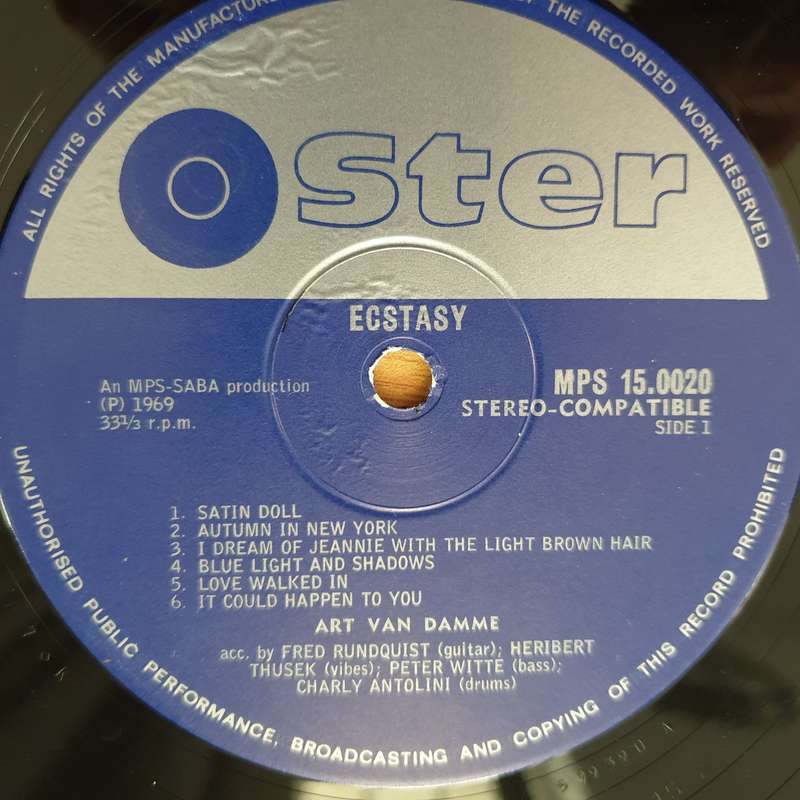 ALL RIGHTS OF THE MANUFACTURER
OF THE RECORDED WORK RESERVED
Oster
ECSTASY
An MPS-SABA production
(P) 1969
33⅓ r.p.m.
MPS 15.0020
STEREO-COMPATIBLE
SIDE 1
1. SATIN DOLL
2. AUTUMN IN NEW YORK
3. I DREAM OF JEANNIE WITH THE LIGHT BROWN HAIR
4. BLUE LIGHT AND SHADOWS
5. LOVE WALKED IN
6. IT COULD HAPPEN TO YOU
ART VAN DAMME
acc. by FRED RUNDQUIST (guitar); HERIBERT
THUSEK (vibes); PETER WITTE (bass);
CHARLY ANTOLINI (drums)
UNAUTHORISED PUBLIC PERFORMANCE, BROADCASTING AND COPYING OF THIS RECORD PROHIBITED